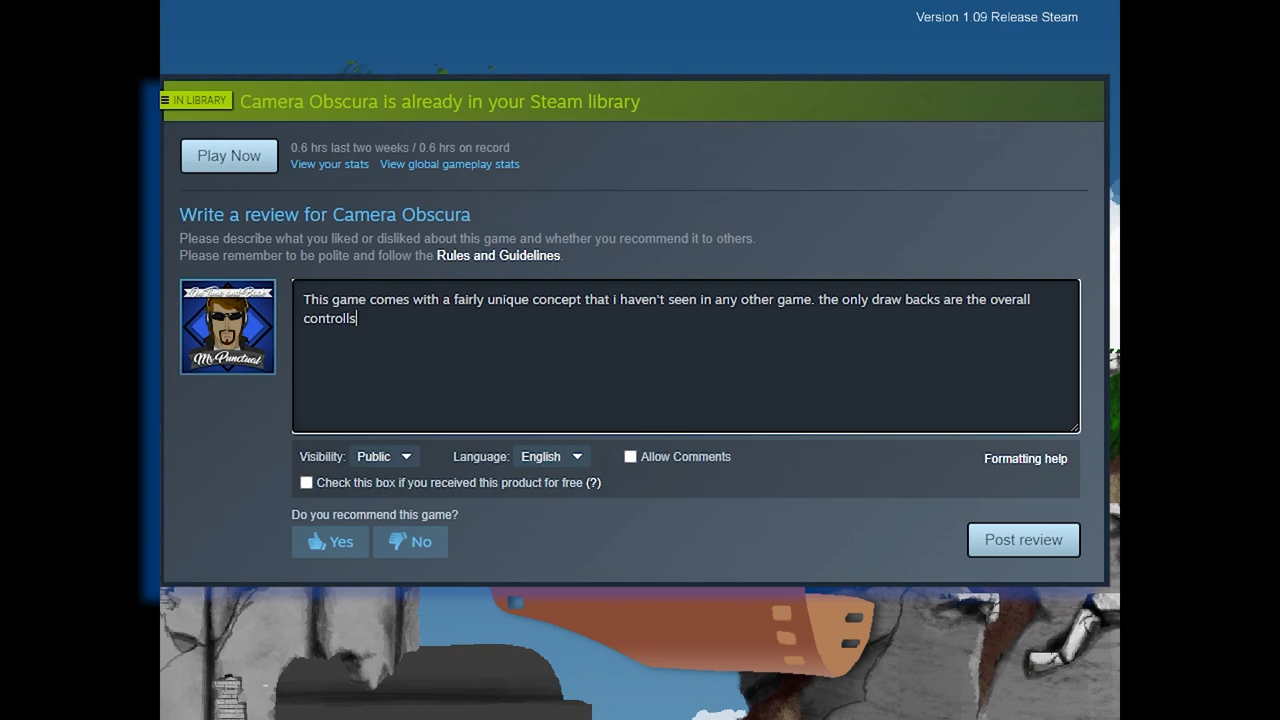 Version 1.09 Release Steam
IN LIBRARY
Camera Obscura is already in your Steam library
Play Now
0.6 hrs last two weeks / 0.6 hrs on record
View your stats View global gameplay stats
Write a review for Camera Obscura
Please describe what you liked or disliked about this game and whether you recommend it to others.
Please remember to be polite and follow the Rules and Guidelines.
Mr Punctual
This game comes with a fairly unique concept that i haven't seen in any other game. the only draw backs are the overall
controlls
Visibility: Public Language: English Allow Comments Formatting help
Check this box if you received this product for free (?)
Do you recommend this game?
Yes No
Post review